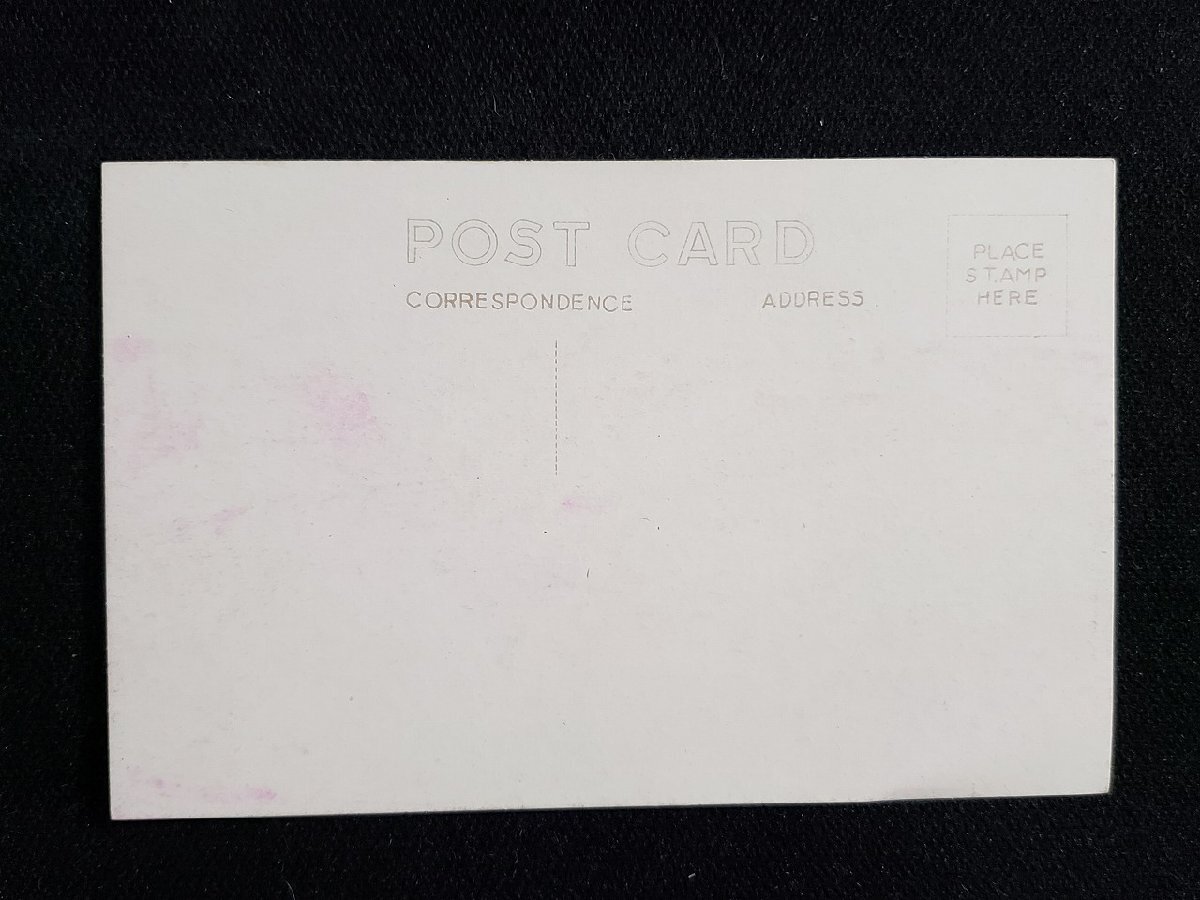 POST CARD
CORRESPONDENCE
ADDRESS
PLACE
STAMP
HERE